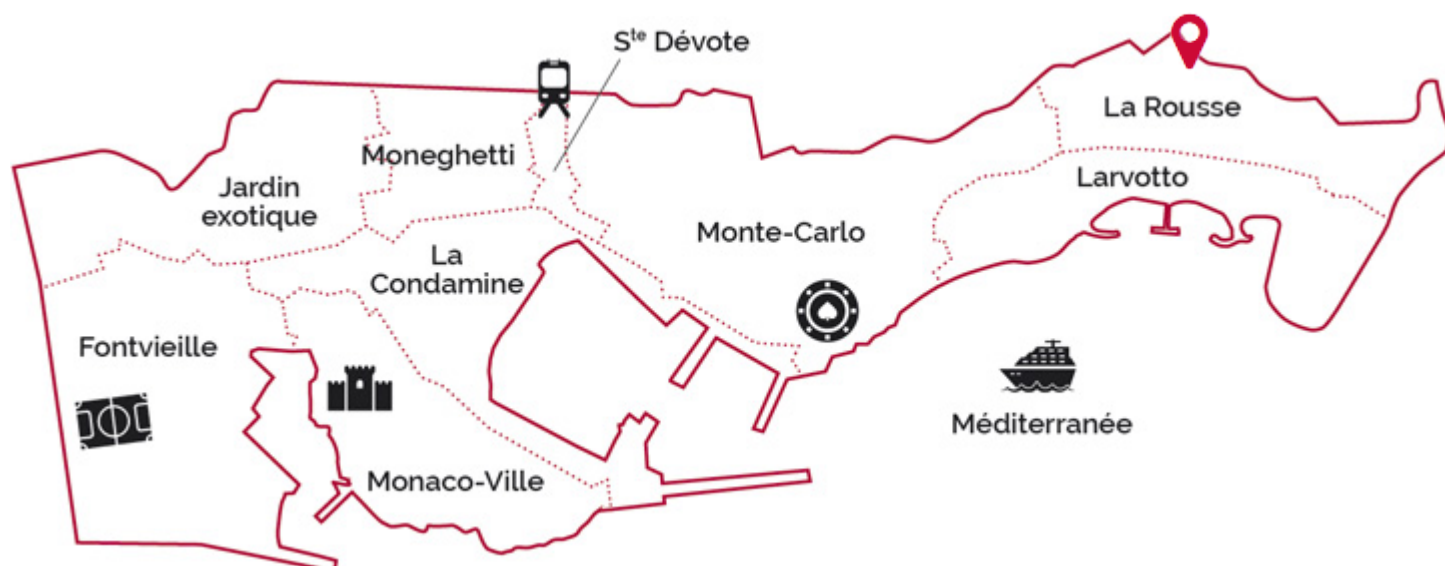 Sᵗᵉ Dévote
La Rousse
Moneghetti
Larvotto
Jardin
exotique
Monte-Carlo
La
Condamine
Fontvieille
Méditerranée
Monaco-Ville